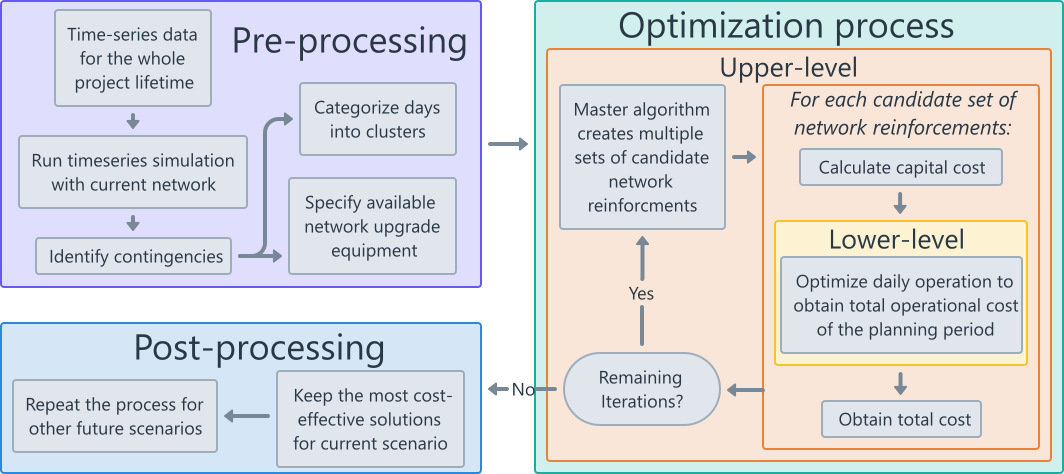 Pre-processing
Time-series data
for the whole
project lifetime
Run timeseries simulation
with current network
Identify contingencies
Categorize days
into clusters
Specify available
network upgrade
equipment
Optimization process
Upper-level
Master algorithm
creates multiple
sets of candidate
network
reinforcments
For each candidate set of
network reinforcements:
Calculate capital cost
Lower-level
Optimize daily operation to
obtain total operational cost
of the planning period
Obtain total cost
Remaining
Iterations?
Yes
No
Post-processing
Keep the most cost-
effective solutions
for current scenario
Repeat the process for
other future scenarios